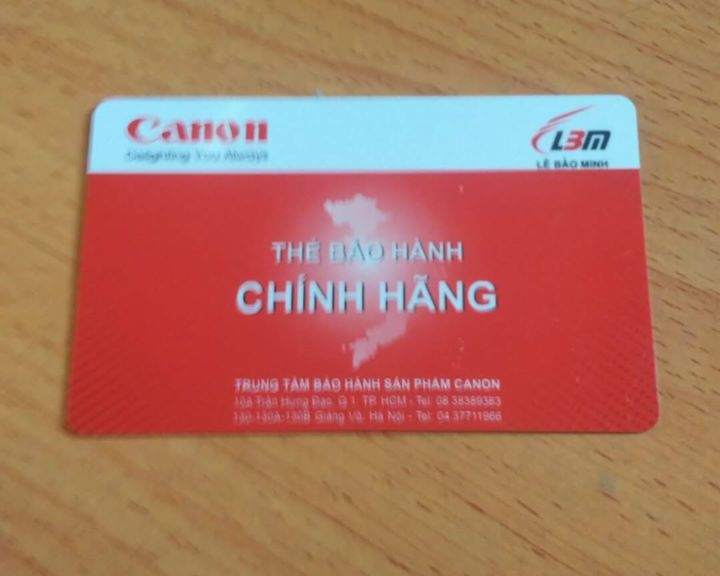 Canon
Delighting You Always
LBM
LÊ BẢO MINH
THẺ BẢO HÀNH
CHÍNH HÃNG
TRUNG TÂM BẢO HÀNH SẢN PHẨM CANON
Trần Hưng Đạo, Q 1. TP. HCM - Tel: 08.38389383
130-130A-130B Giảng Võ, Hà Nội - Tel: 04.37711966